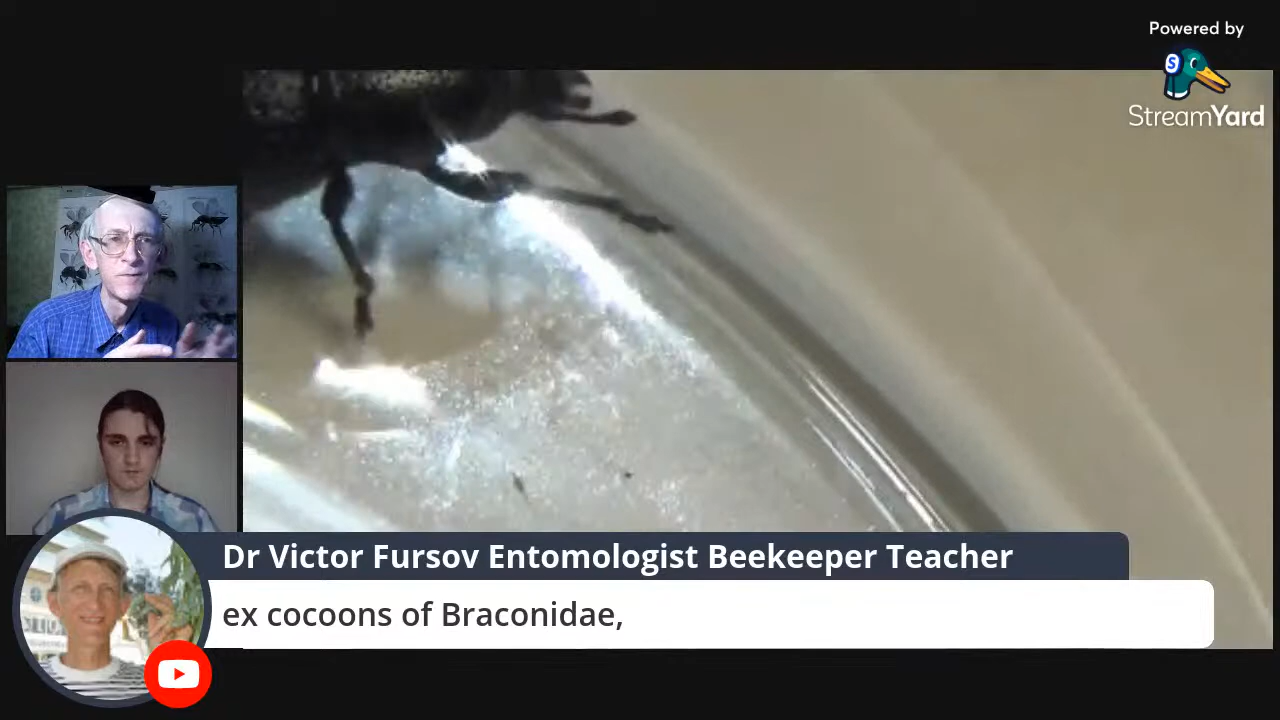 Powered by
StreamYard
Dr Victor Fursov Entomologist Beekeeper Teacher
ex cocoons of Braconidae,